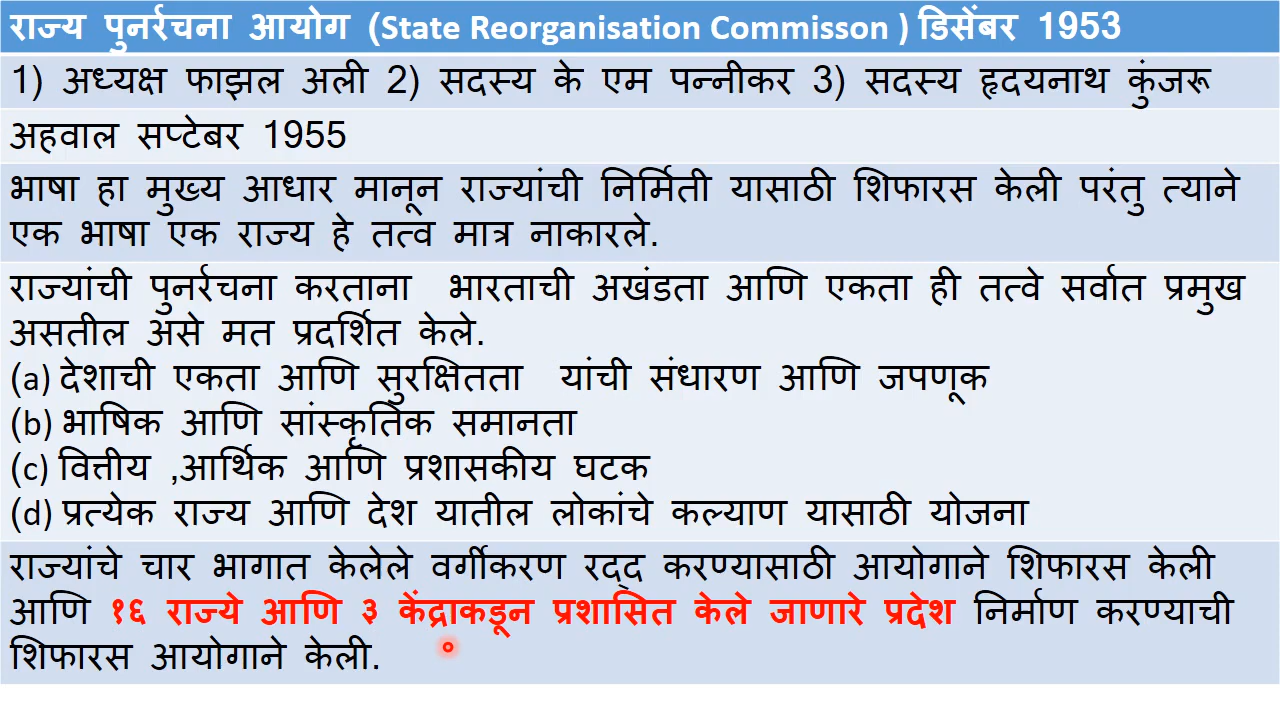 राज्य पुनर्रचना आयोग (State Reorganisation Commisson ) डिसेंबर 1953
1) अध्यक्ष फाझल अली 2) सदस्य के एम पन्नीकर 3) सदस्य हृदयनाथ कुंजरू
अहवाल सप्टेबर 1955
भाषा हा मुख्य आधार मानून राज्यांची निर्मिती यासाठी शिफारस केली परंतु त्याने
एक भाषा एक राज्य हे तत्व मात्र नाकारले.
राज्यांची पुनर्रचना करताना भारताची अखंडता आणि एकता ही तत्वे सर्वात प्रमुख
असतील असे मत प्रदर्शित केले.
(a) देशाची एकता आणि सुरक्षितता यांची संधारण आणि जपणूक
(b) भाषिक आणि सांस्कृतिक समानता
(c) वित्तीय ,आर्थिक आणि प्रशासकीय घटक
(d) प्रत्येक राज्य आणि देश यातील लोकांचे कल्याण यासाठी योजना
राज्यांचे चार भागात केलेले वर्गीकरण रद्द करण्यासाठी आयोगाने शिफारस केली
आणि १६ राज्ये आणि ३ केंद्राकडून प्रशासित केले जाणारे प्रदेश निर्माण करण्याची
शिफारस आयोगाने केली.